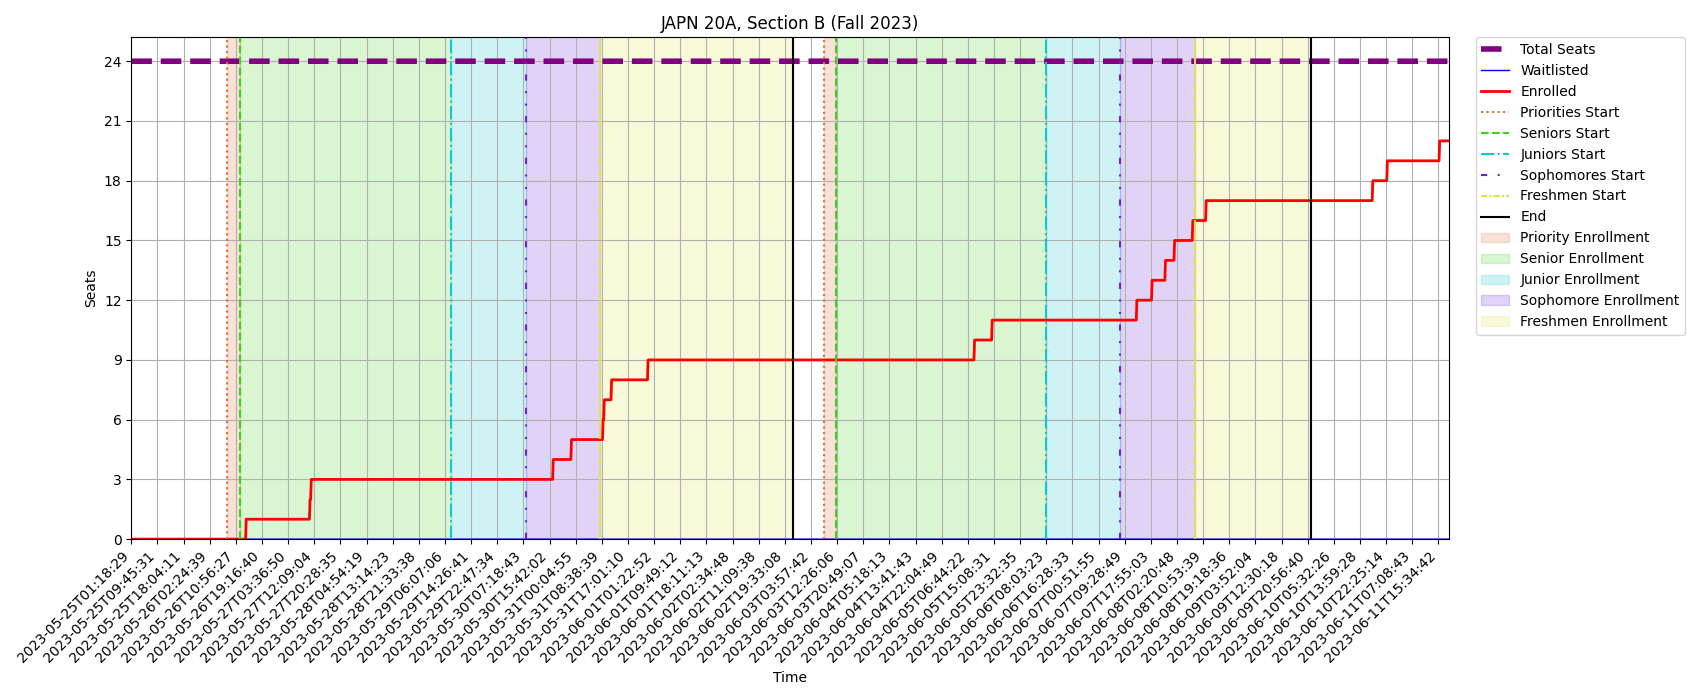 JAPN 20A, Section B (Fall 2023)
Seats
24
21
18
15
12
9
6
3
0
2023-05-25T01:18:29
2023-05-25T09:45:31
2023-05-25T18:04:11
2023-05-26T02:24:39
2023-05-26T10:56:27
2023-05-26T19:16:40
2023-05-27T03:36:50
2023-05-27T12:09:04
2023-05-27T20:28:35
2023-05-28T04:54:19
2023-05-28T13:14:23
2023-05-28T21:33:38
2023-05-29T06:07:06
2023-05-29T14:26:41
2023-05-29T22:47:34
2023-05-30T07:18:43
2023-05-30T15:42:02
2023-05-31T00:04:55
2023-05-31T08:38:39
2023-05-31T17:01:10
2023-06-01T01:22:52
2023-06-01T09:49:12
2023-06-01T18:11:13
2023-06-02T02:34:48
2023-06-02T11:09:38
2023-06-02T19:33:08
2023-06-03T03:57:42
2023-06-03T12:26:06
2023-06-03T20:49:07
2023-06-04T05:18:13
2023-06-04T13:41:43
2023-06-04T22:04:49
2023-06-05T06:44:22
2023-06-05T15:08:31
2023-06-05T23:32:35
2023-06-06T08:03:23
2023-06-06T16:28:33
2023-06-07T00:51:55
2023-06-07T09:28:49
2023-06-07T17:55:03
2023-06-08T02:20:48
2023-06-08T10:53:39
2023-06-08T19:18:36
2023-06-09T03:52:04
2023-06-09T12:30:18
2023-06-09T20:56:40
2023-06-10T05:32:26
2023-06-10T13:59:28
2023-06-10T22:25:14
2023-06-11T07:08:43
2023-06-11T15:34:42
Time
Total Seats
Waitlisted
Enrolled
Priorities Start
Seniors Start
Juniors Start
Sophomores Start
Freshmen Start
End
Priority Enrollment
Senior Enrollment
Junior Enrollment
Sophomore Enrollment
Freshmen Enrollment